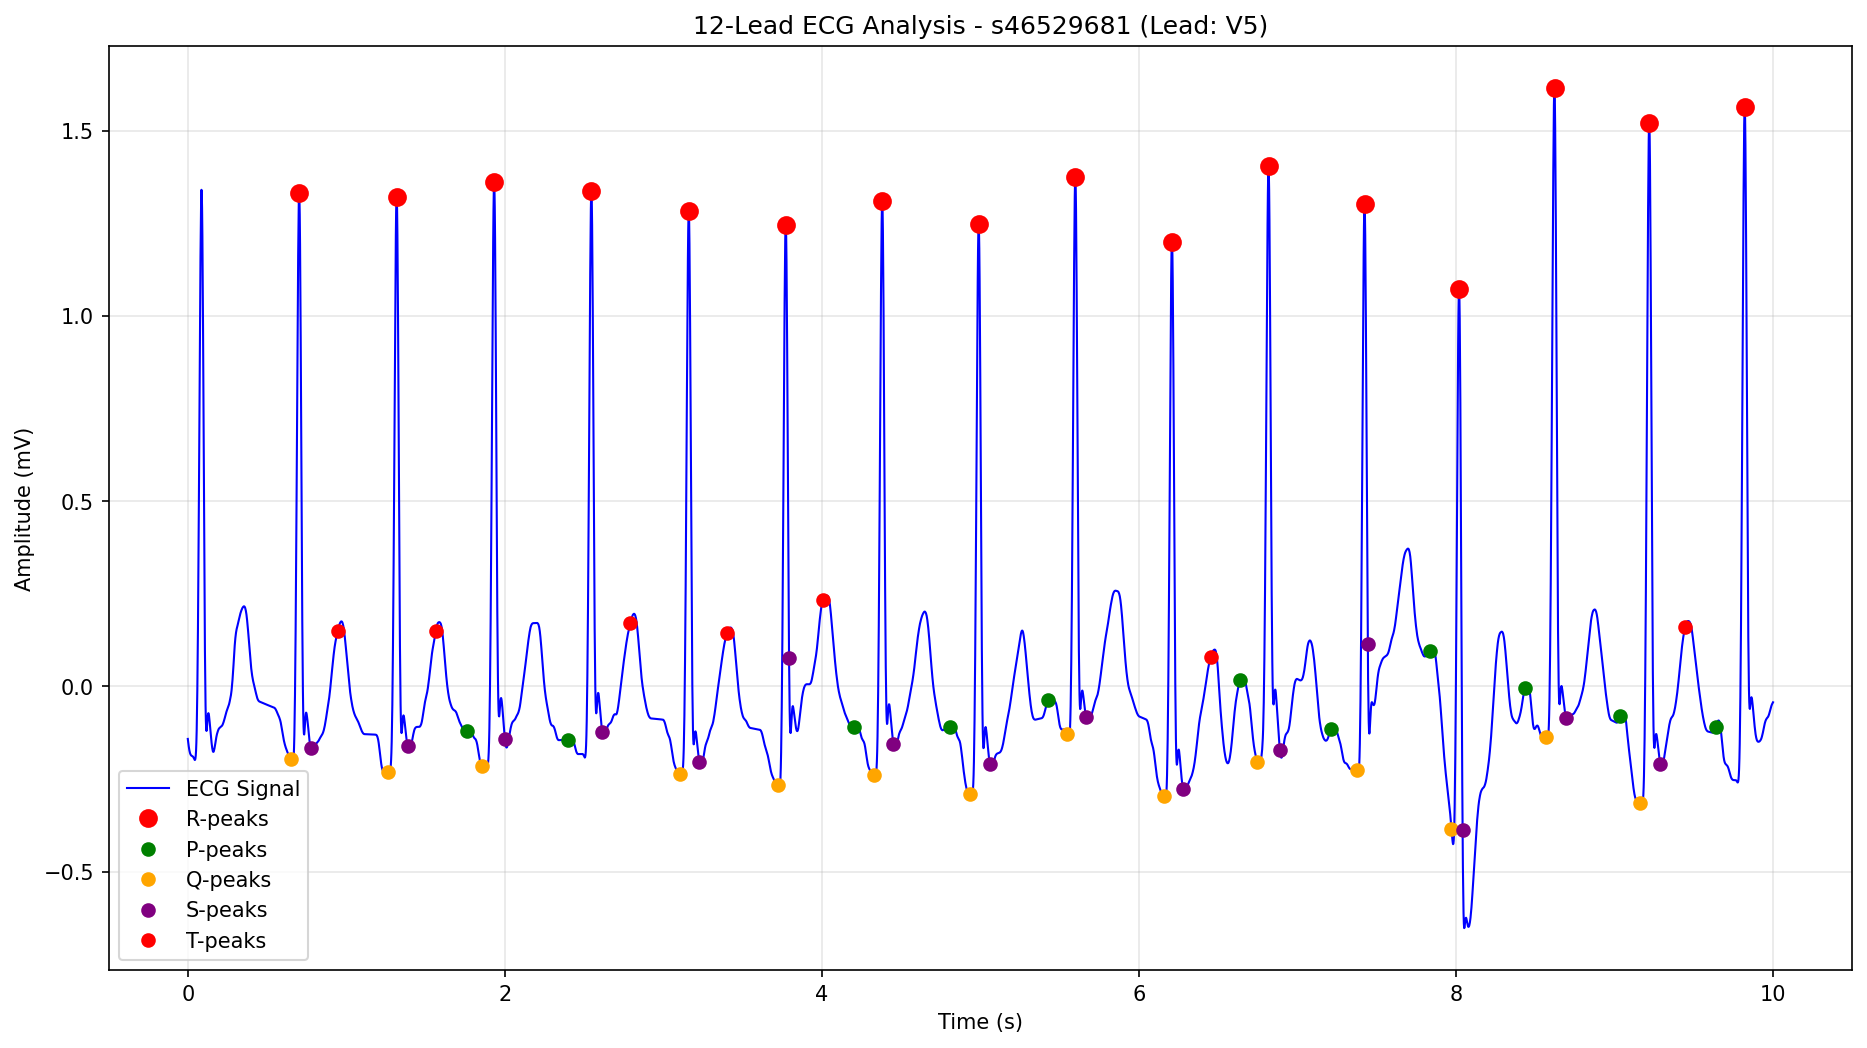 12-Lead ECG Analysis - s46529681 (Lead: V5)
Amplitude (mV)
1.5
1.0
0.5
0.0
−0.5
ECG Signal
R-peaks
P-peaks
Q-peaks
S-peaks
T-peaks
0 2 4 6 8 10
Time (s)